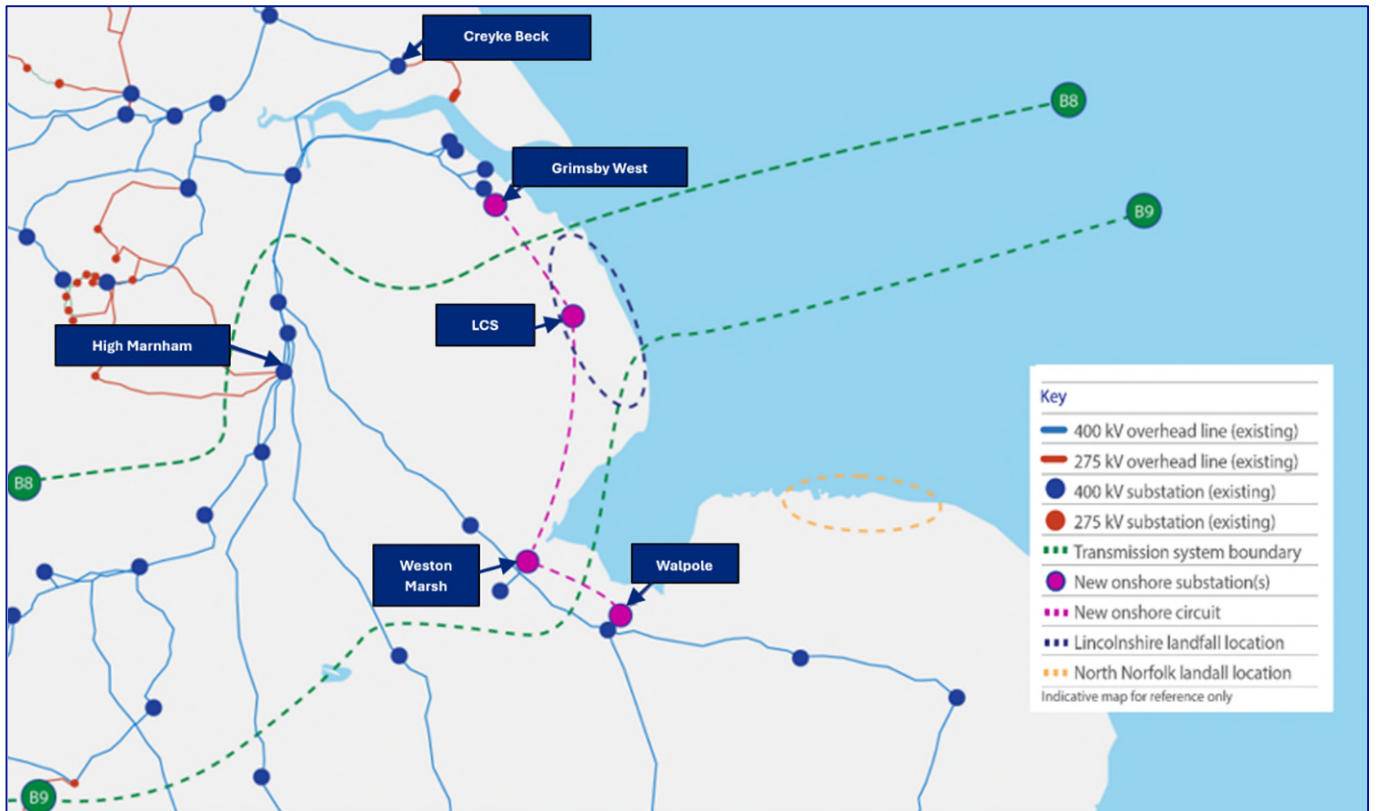 Creyke Beck
B8
Grimsby West
B9
LCS
High Marnham
Key
400 kV overhead line (existing)
275 kV overhead line (existing)
B8
400 kV substation (existing)
275 kV substation (existing)
Weston
Marsh
Walpole
Transmission system boundary
New onshore substation(s)
New onshore circuit
Lincolnshire landfall location
North Norfolk landall location
Indicative map for reference only
B9